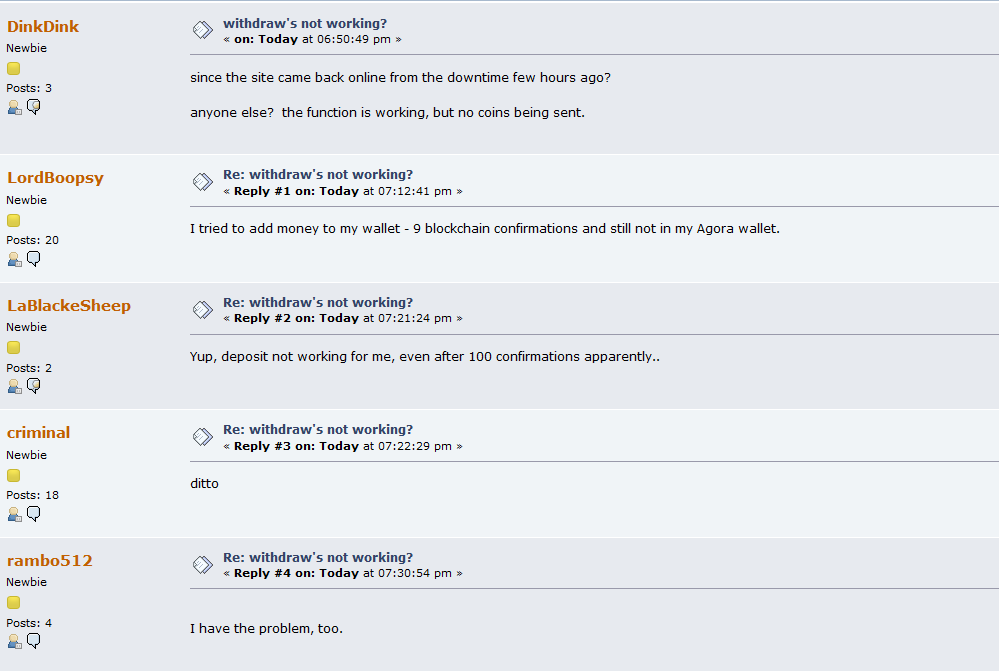 DinkDink
Newbie
Posts: 3
withdraw's not working?
« on: Today at 06:50:49 pm »
since the site came back online from the downtime few hours ago?
anyone else?  the function is working, but no coins being sent.
LordBoopsy
Newbie
Posts: 20
Re: withdraw's not working?
« Reply #1 on: Today at 07:12:41 pm »
I tried to add money to my wallet - 9 blockchain confirmations and still not in my Agora wallet.
LaBlackeSheep
Newbie
Posts: 2
Re: withdraw's not working?
« Reply #2 on: Today at 07:21:24 pm »
Yup, deposit not working for me, even after 100 confirmations apparently..
criminal
Newbie
Posts: 18
Re: withdraw's not working?
« Reply #3 on: Today at 07:22:29 pm »
ditto
rambo512
Newbie
Posts: 4
Re: withdraw's not working?
« Reply #4 on: Today at 07:30:54 pm »
I have the problem, too.